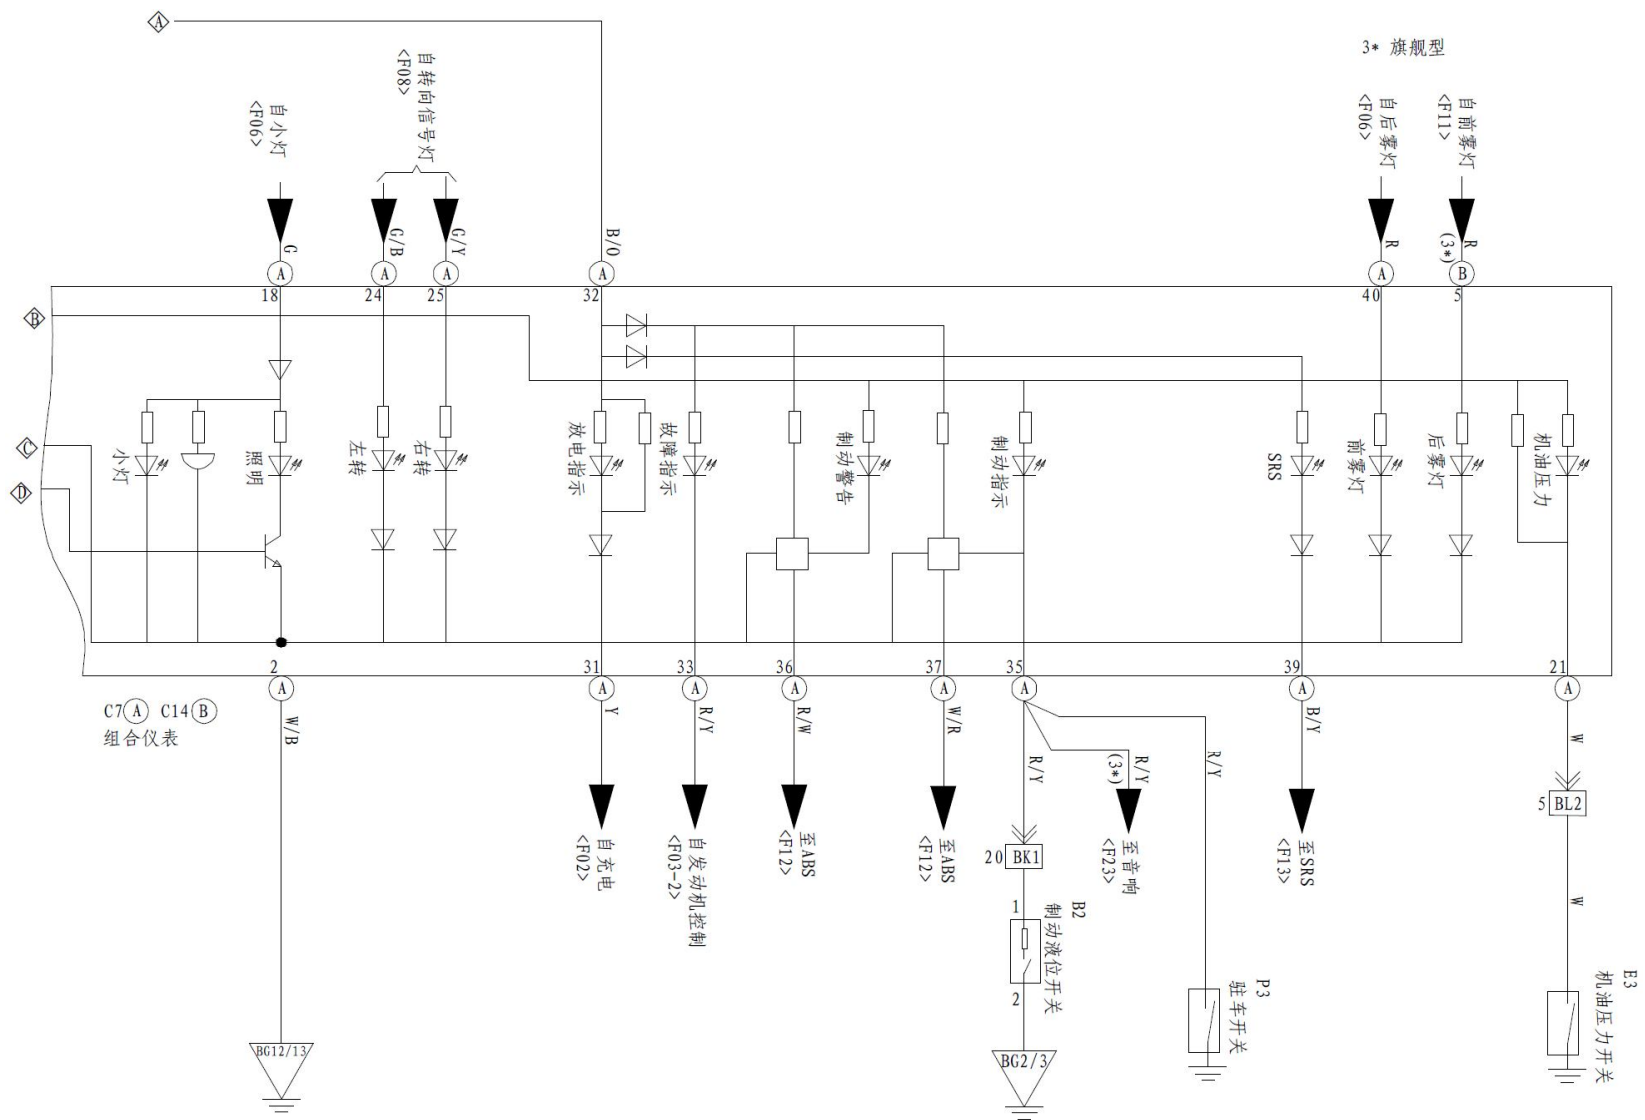 A
3* 旗舰型
自小灯
<F06>
自转向信号灯
<F08>
自后雾灯
<F06>
自前雾灯
<F11>
G
G/B
G/Y
B/O
R
R
(3*)
A
A
A
A
A
B
18
24
25
32
40
5
B
C
D
小灯
照明
左转
右转
放电指示
故障指示
制动警告
制动指示
SRS
前雾灯
后雾灯
机油压力
2
31
33
36
37
35
39
21
A
A
A
A
A
A
A
A
C7 A C14 B
组合仪表
W/B
Y
R/Y
R/W
W/R
R/Y
R/Y
(3*)
R/Y
B/Y
W
5 BL2
自充电
<F02>
自发动机控制
<F03-2>
至ABS
<F12>
至ABS
<F12>
20 BK1
至音响
<F23>
至SRS
<F13>
W
1
2
B2
制动液位开关
P3
驻车开关
E3
机油压力开关
BG12/13
BG2/3